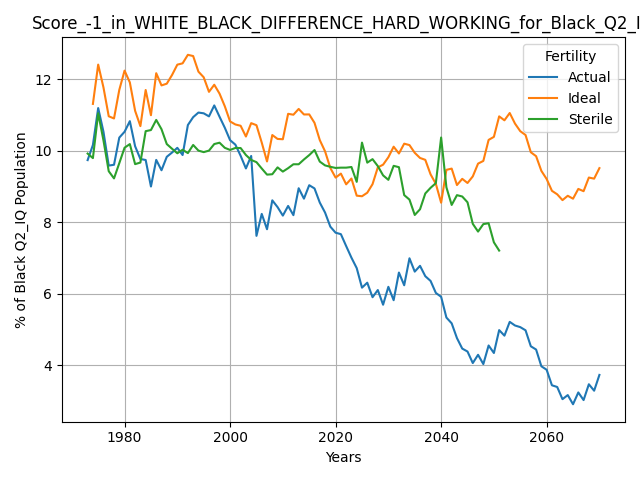 Score_-1_in_WHITE_BLACK_DIFFERENCE_HARD_WORKING_for_Black_Q2_I
Fertility
Actual
Ideal
Sterile
% of Black Q2_IQ Population
12
10
8
6
4
1980 2000 2020 2040 2060
Years